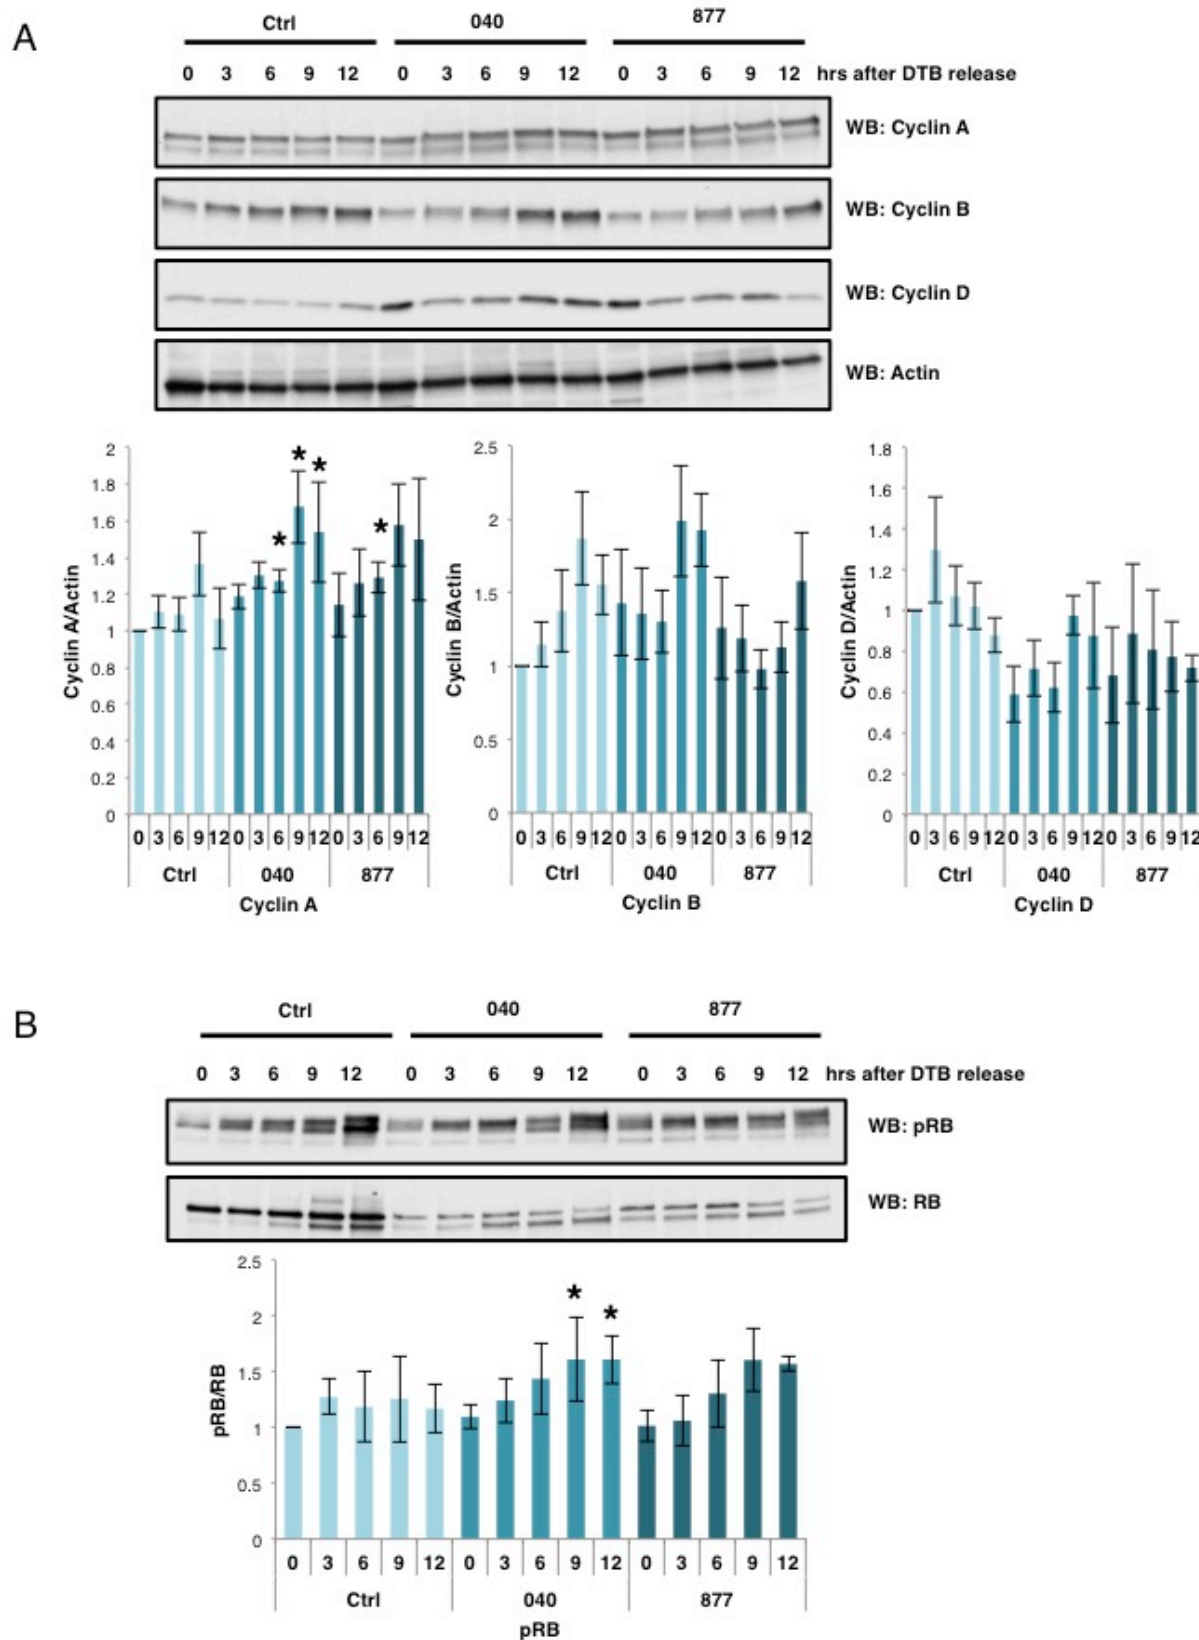 A
Ctrl 040 877
0 3 6 9 12 0 3 6 9 12 0 3 6 9 12 hrs after DTB release
WB: Cyclin A
WB: Cyclin B
WB: Cyclin D
WB: Actin
Cyclin A/Actin
2
1.8
1.6
1.4
1.2
1
0.8
0.6
0.4
0.2
0
* * * *
0 3 6 9 12 0 3 6 9 12 0 3 6 9 12
Ctrl 040 877
Cyclin A
Cyclin B/Actin
2.5
2
1.5
1
0.5
0
0 3 6 9 12 0 3 6 9 12 0 3 6 9 12
Ctrl 040 877
Cyclin B
Cyclin D/Actin
1.8
1.6
1.4
1.2
1
0.8
0.6
0.4
0.2
0
0 3 6 9 12 0 3 6 9 12 0 3 6 9 12
Ctrl 040 877
Cyclin D
B
Ctrl 040 877
0 3 6 9 12 0 3 6 9 12 0 3 6 9 12 hrs after DTB release
WB: pRB
WB: RB
pRB/RB
2.5
2
1.5
1
0.5
0
* *
0 3 6 9 12 0 3 6 9 12 0 3 6 9 12
Ctrl 040 877
pRB